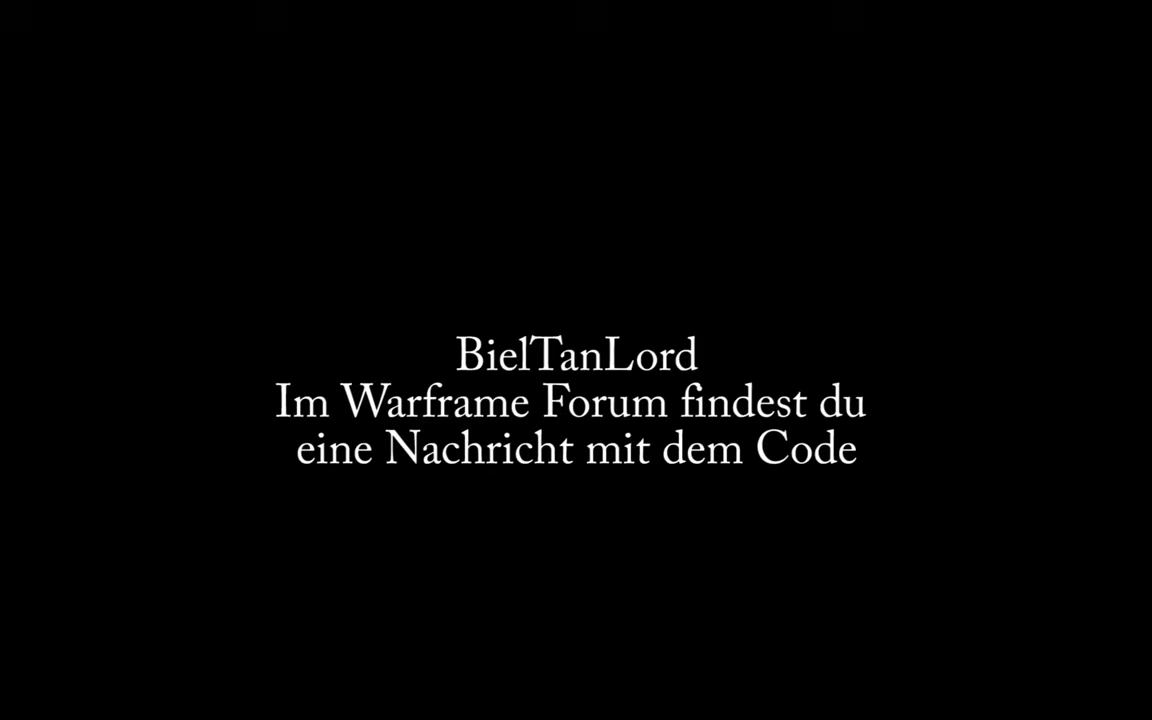 BielTanLord
Im Warframe Forum findest du
eine Nachricht mit dem Code